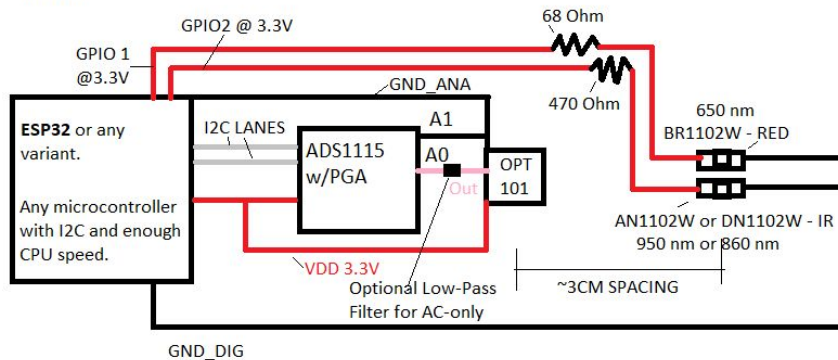 68 Ohm
GPIO2 @ 3.3V
GPIO 1
@3.3V
GND_ANA
470 Ohm
650 nm
BR1102W - RED
ESP32 or any
variant.
Any microcontroller
with I2C and enough
CPU speed.
I2C LANES
ADS1115
w/PGA
A1
A0
Out
OPT
101
AN1102W or DN1102W - IR
950 nm or 860 nm
VDD 3.3V
Optional Low-Pass
Filter for AC-only
~3CM SPACING
GND_DIG